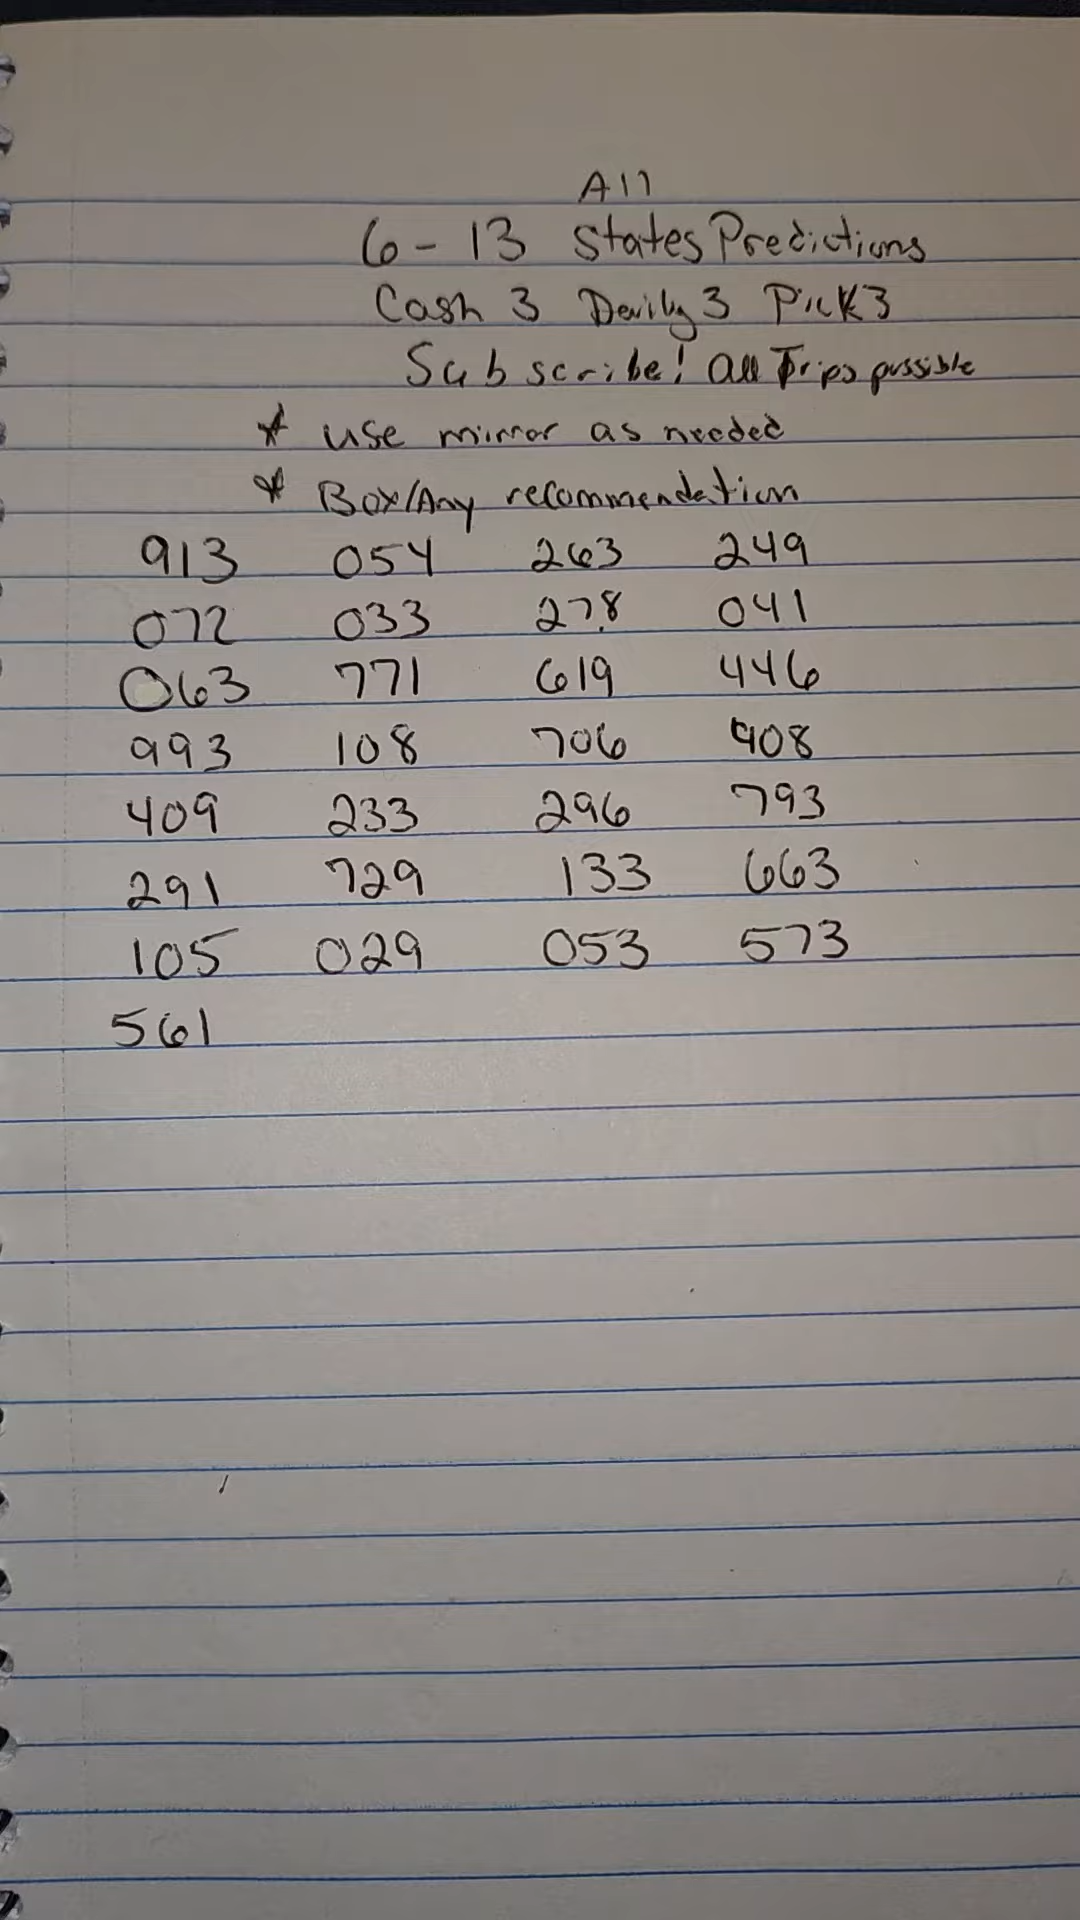 All
6-13 States Predictions
Cash 3 Daily 3 Pick 3
Subscribe! All Trips possible
* use mirror as needed
* Box/Any recommendation
913 054 263 249
072 033 278 041
063 771 619 446
993 108 706 908
409 233 296 793
291 729 133 663
105 029 053 573
561